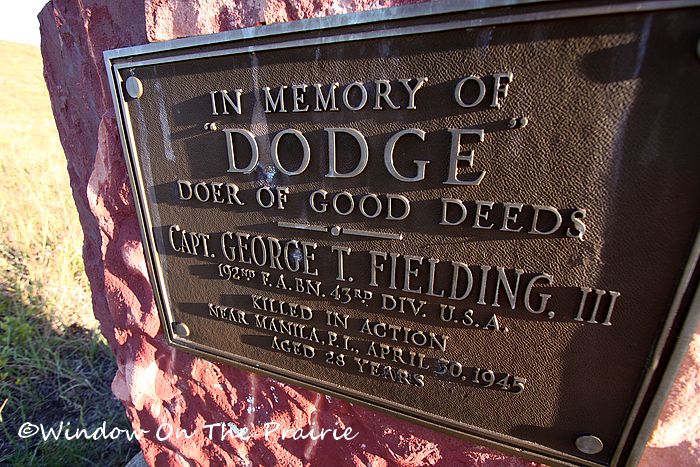 IN MEMORY OF
"DODGE"
DOER OF GOOD DEEDS
CAPT. GEORGE T. FIELDING, III
192ND F.A. BN. 43RD DIV. U.S.A.
KILLED IN ACTION
NEAR MANILA, P.I., APRIL 30, 1945
AGED 28 YEARS
©Window On The Prairie